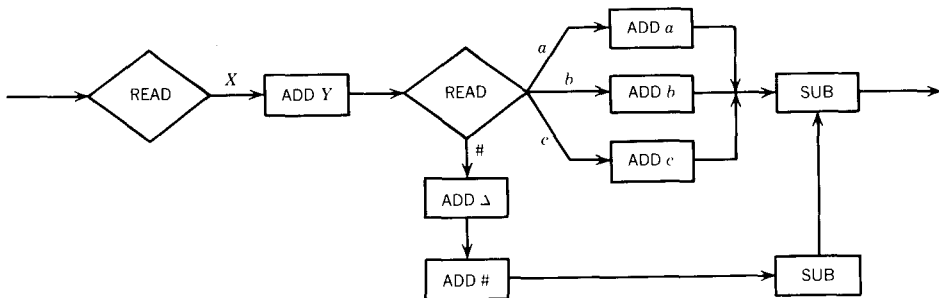 READ
X
ADD Y
READ
a
ADD a
b
ADD b
c
ADD c
SUB
#
ADD Δ
ADD #
SUB